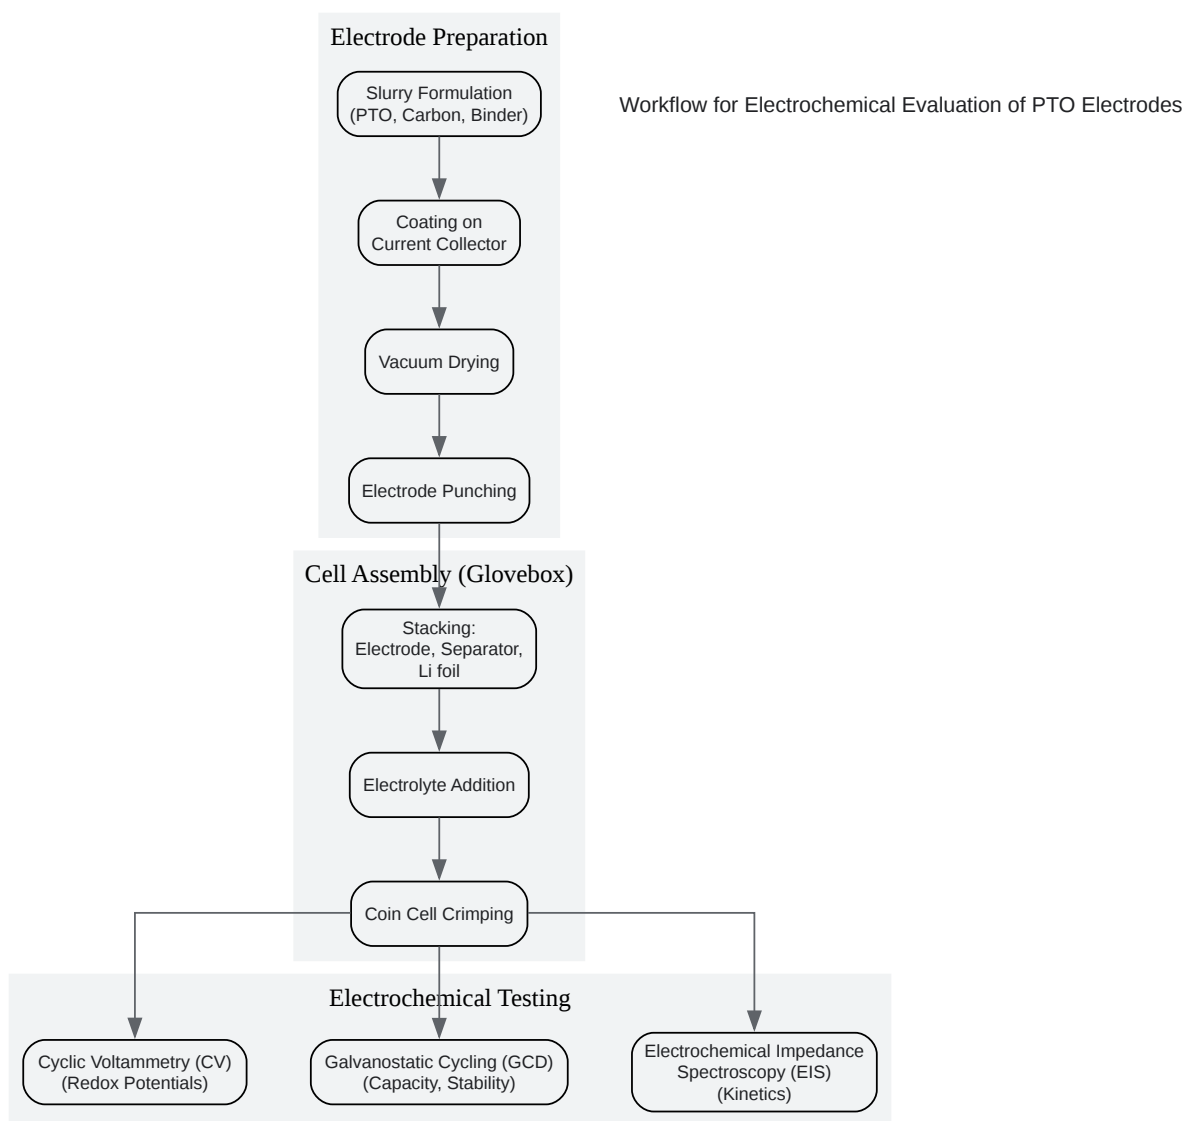 Electrode Preparation
Slurry Formulation
(PTO, Carbon, Binder)
Workflow for Electrochemical Evaluation of PTO Electrodes
Coating on
Current Collector
Vacuum Drying
Electrode Punching
Cell Assembly (Glovebox)
Stacking:
Electrode, Separator,
Li foil
Electrolyte Addition
Coin Cell Crimping
Electrochemical Testing
Cyclic Voltammetry (CV)
(Redox Potentials)
Galvanostatic Cycling (GCD)
(Capacity, Stability)
Electrochemical Impedance
Spectroscopy (EIS)
(Kinetics)